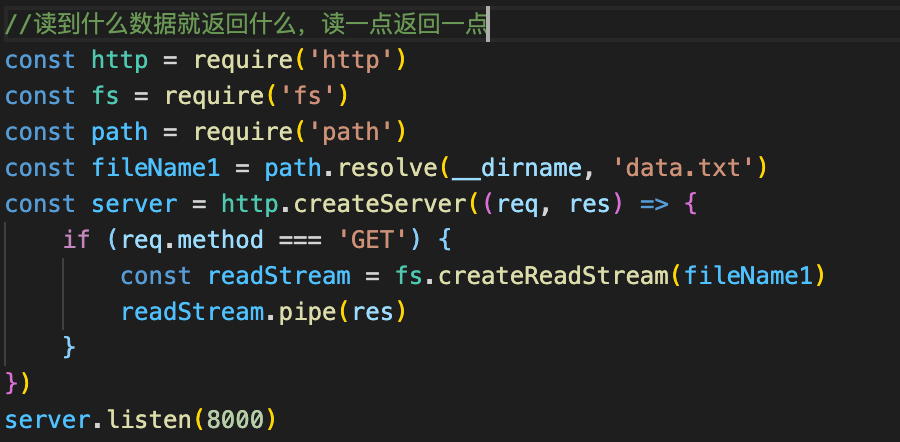 //读到什么数据就返回什么，读一点返回一点
const http = require('http')
const fs = require('fs')
const path = require('path')
const fileName1 = path.resolve(__dirname, 'data.txt')
const server = http.createServer((req, res) => {
    if (req.method === 'GET') {
        const readStream = fs.createReadStream(fileName1)
        readStream.pipe(res)
    }
})
server.listen(8000)